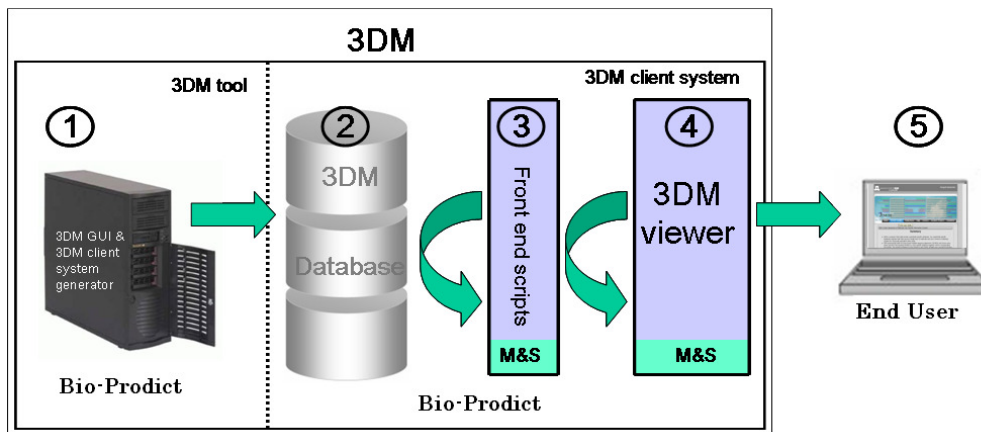 3DM
3DM tool
3DM client system
1
2
3
4
5
3DM GUI &
3DM client
system
generator
3DM
Database
Front end scripts
M&S
3DM
viewer
M&S
End User
Bio-Prodict
Bio-Prodict